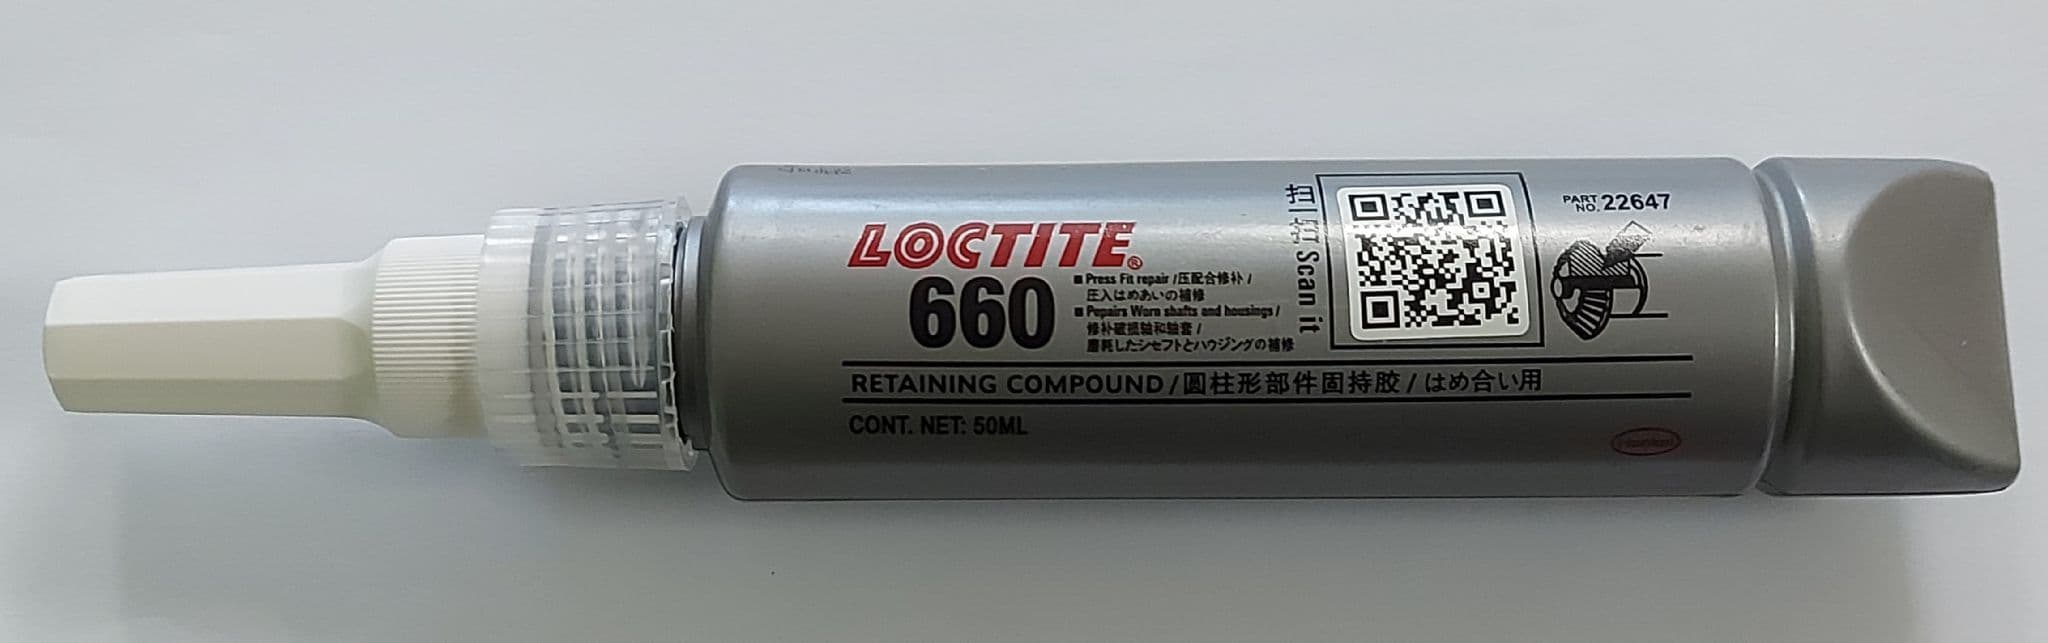 LOCTITE®
660
■ Press Fit repair /压配合修补 /
圧入はめあいの補修
■ Pepairs Worn shafts and housings /
修补破损轴和轴套 /
磨耗したシセフトとハウジングの補修
RETAINING COMPOUND / 圆柱形部件固持胶 / はめ合い用
CONT. NET: 50ML
扫一扫 Scan it
PART NO. 22647
Henkel